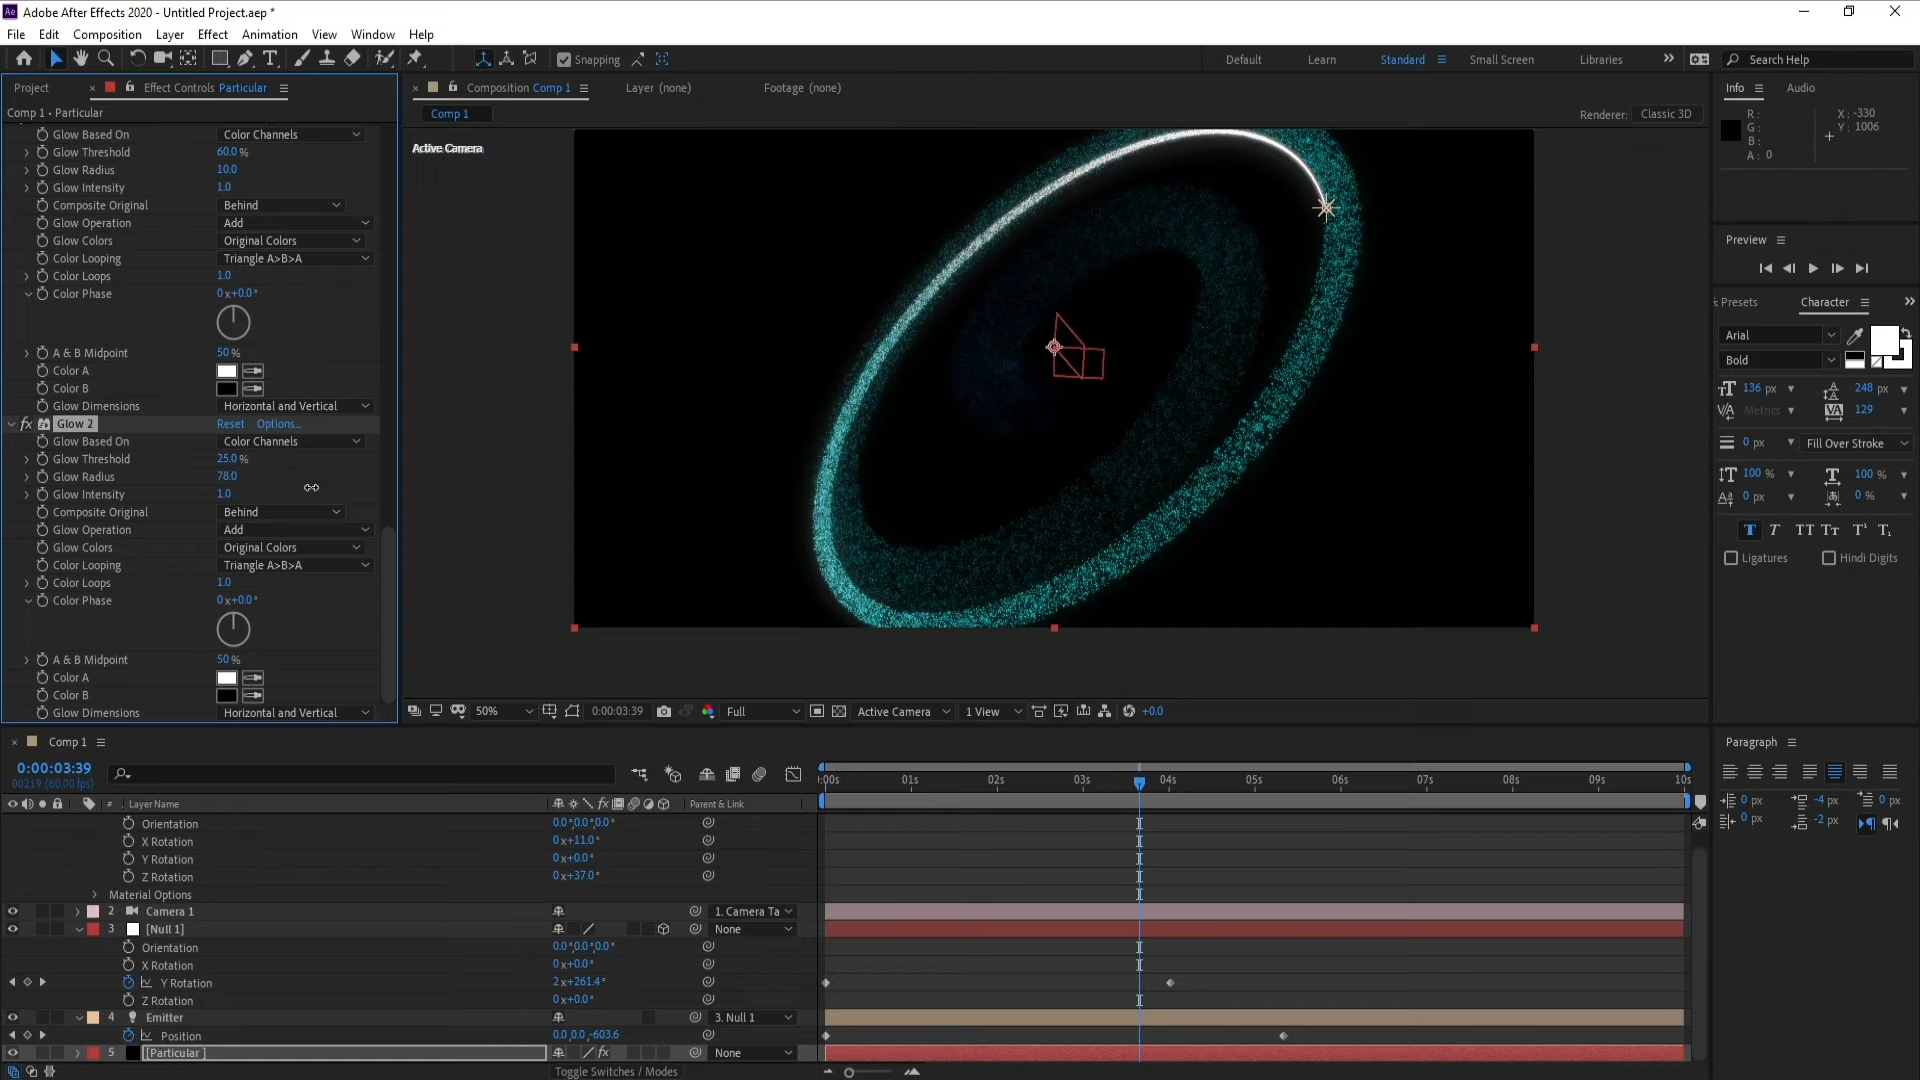 Adobe After Effects 2020 - Untitled Project.aep *
File Edit Composition Layer Effect Animation View Window Help
Snapping
Default Learn Standard Small Screen Libraries
Search Help
Project
Effect Controls Particular
Comp 1 • Particular
Glow Based On Color Channels
Glow Threshold 60.0 %
Glow Radius 10.0
Glow Intensity 1.0
Composite Original Behind
Glow Operation Add
Glow Colors Original Colors
Color Looping Triangle A>B>A
Color Loops 1.0
Color Phase 0 x+0.0°
A & B Midpoint 50 %
Color A
Color B
Glow Dimensions Horizontal and Vertical
fx Glow 2 Reset Options...
Glow Based On Color Channels
Glow Threshold 25.0 %
Glow Radius 78.0
Glow Intensity 1.0
Composite Original Behind
Glow Operation Add
Glow Colors Original Colors
Color Looping Triangle A>B>A
Color Loops 1.0
Color Phase 0 x+0.0°
A & B Midpoint 50 %
Color A
Color B
Glow Dimensions Horizontal and Vertical
Composition Comp 1
Layer (none)
Footage (none)
Comp 1
Renderer: Classic 3D
Active Camera
50% 0:00:03:39 Full Active Camera 1 View +0.0
Info Audio
R : X : -330
G : Y : 1006
B :
A : 0
Preview
& Presets Character
Arial
Bold
136 px 248 px
Metrics 129
0 px Fill Over Stroke
100 % 100 %
0 px 0 %
T T TT Tт T¹ T₁
Ligatures Hindi Digits
Paragraph
0 px -4 px 0 px
0 px -2 px
Comp 1
0:00:03:39
00219 (60.00 fps)
:00s 01s 02s 03s 04s 05s 06s 07s 08s 09s 10s
# Layer Name Parent & Link
Orientation 0.0°,0.0°,0.0°
X Rotation 0 x+11.0°
Y Rotation 0 x+0.0°
Z Rotation 0 x+37.0°
Material Options
2 Camera 1 1. Camera Ta
3 [Null 1] None
Orientation 0.0°,0.0°,0.0°
X Rotation 0 x+0.0°
Y Rotation 2 x+261.4°
Z Rotation 0 x+0.0°
4 Emitter 3. Null 1
Position 0.0,0.0,-603.6
5 [Particular ] fx None
Toggle Switches / Modes